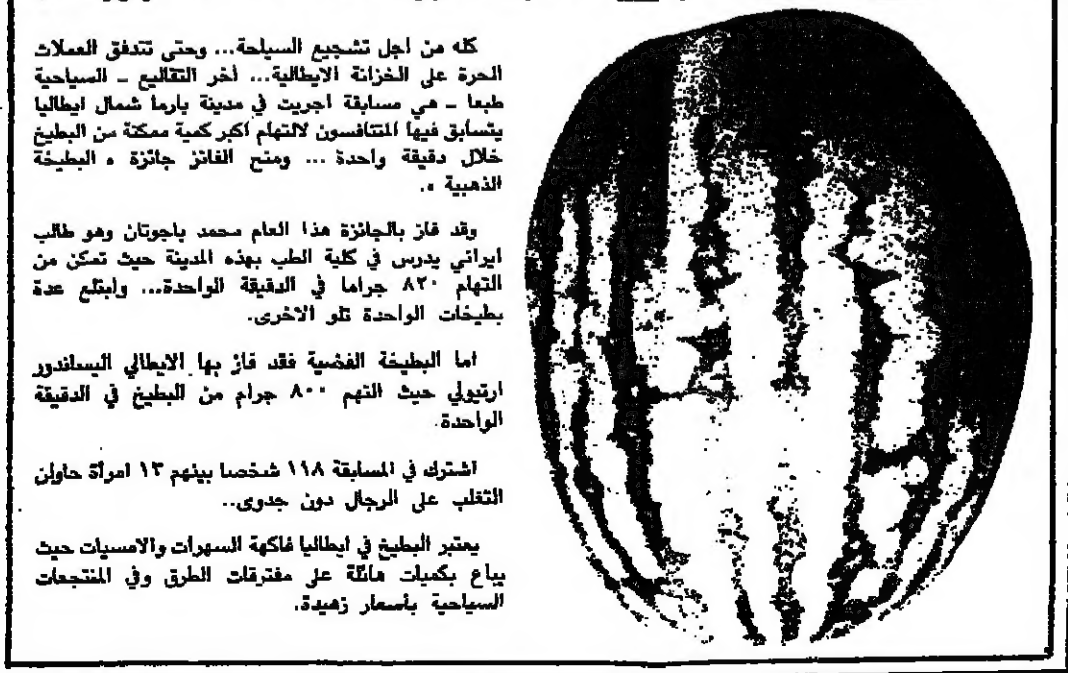 كله من اجل تشجيع السياحة... وحتى تتدفق العملات
الحرة على الخزانة الايطالية... أخر التقاليع ــ السياحية
طبعا ــ هي مسابقة اجريت في مدينة بارما شمال ايطاليا
يتسابق فيها المتنافسون لالتهام اكبر كمية ممكنة من البطيخ
خلال دقيقة واحدة ... ومنح الفائز جائزة « البطيخة
الذهبية ».
وقد فاز بالجائزة هذا العام محمد باجوتان وهو طالب
ايراني يدرس في كلية الطب بهذه المدينة حيث تمكن من
التهام ٨٢٠ جراما في الدقيقة الواحدة... وابتلع عدة
بطيخات الواحدة تلو الاخرى.
اما البطيخة الفضية فقد فاز بها الايطالي اليساندور
ارتيولي حيث التهم ٨٠٠ جرام من البطيخ في الدقيقة
الواحدة.
اشترك في المسابقة ١١٨ شخصا بينهم ١٣ امرأة حاولن
التغلب على الرجال دون جدوى..
يعتبر البطيخ في ايطاليا فاكهة السهرات والامسيات حيث
يباع بكميات هائلة على مفترقات الطرق وفي المنتجعات
السياحية بأسعار زهيدة.